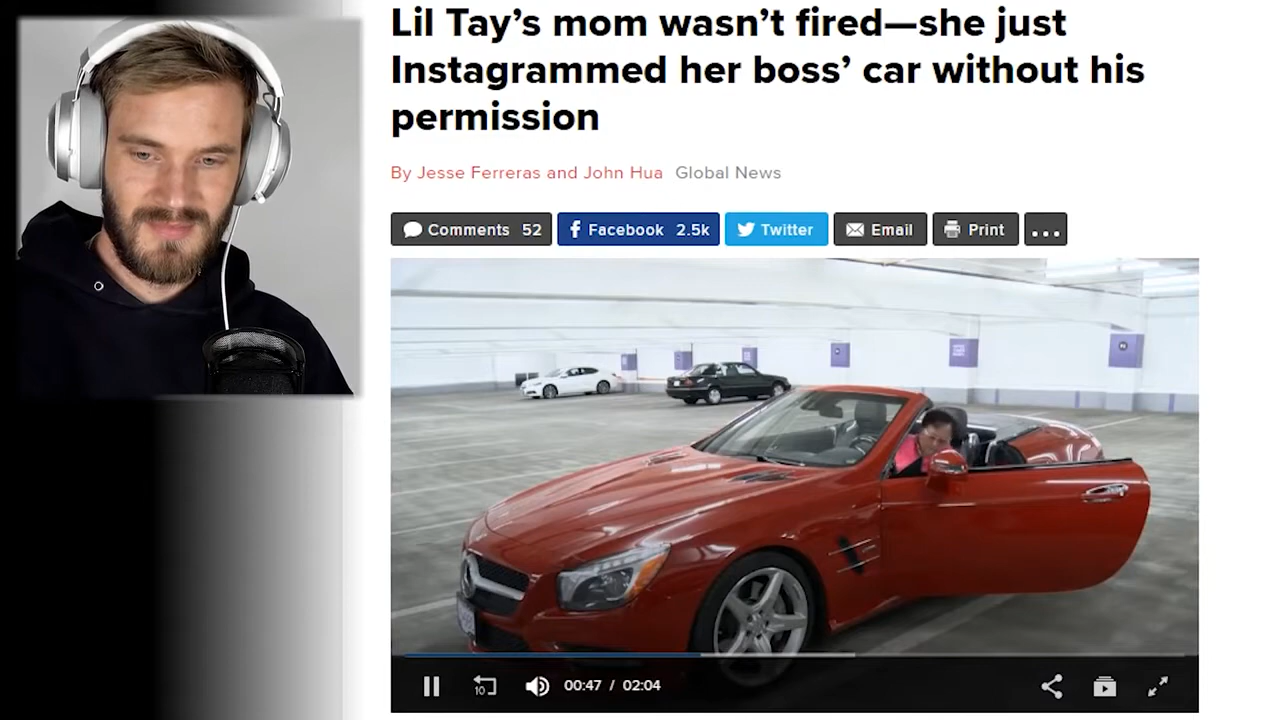 Lil Tay’s mom wasn’t fired—she just
Instagrammed her boss’ car without his
permission
By Jesse Ferreras and John Hua Global News
Comments 52 Facebook 2.5k Twitter Email Print ...
10 00:47 / 02:04